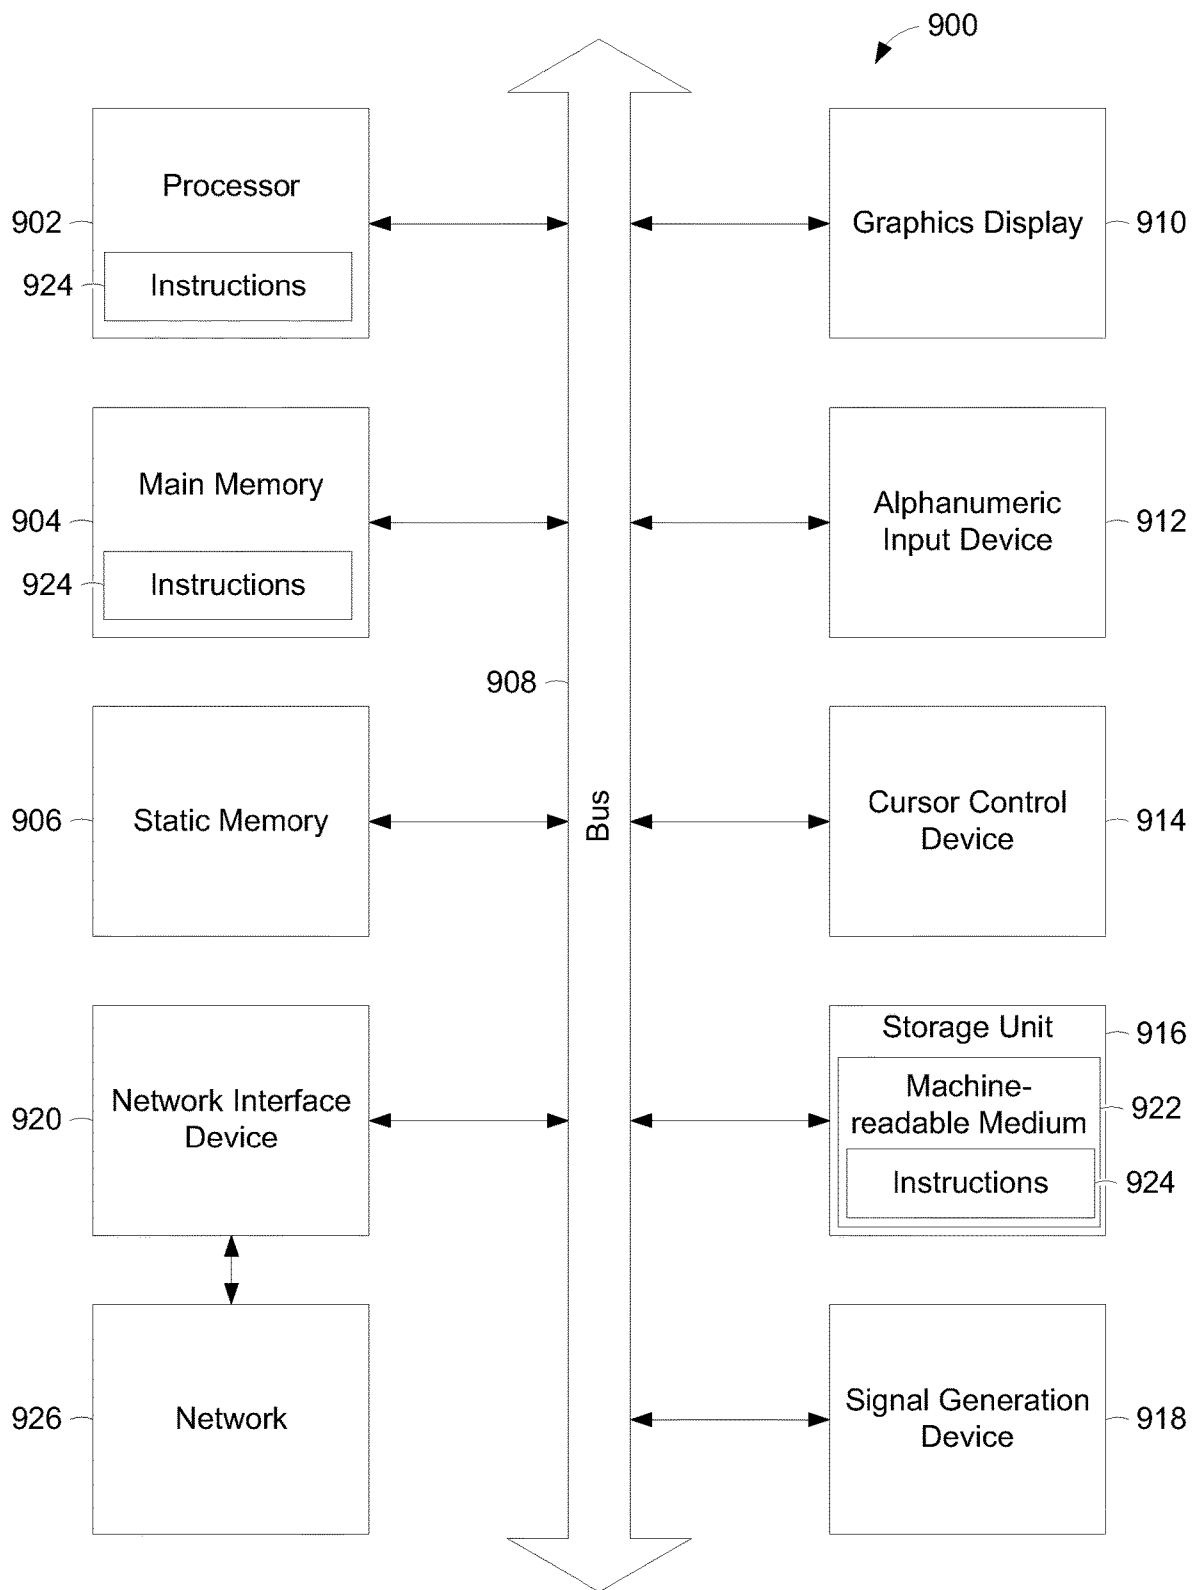 900
Processor
902
924
Instructions
Graphics Display
910
Main Memory
904
924
Instructions
Alphanumeric
Input Device
912
908
Bus
906
Static Memory
Cursor Control
Device
914
920
Network Interface
Device
Storage Unit
916
Machine-
readable Medium
922
Instructions
924
926
Network
Signal Generation
Device
918